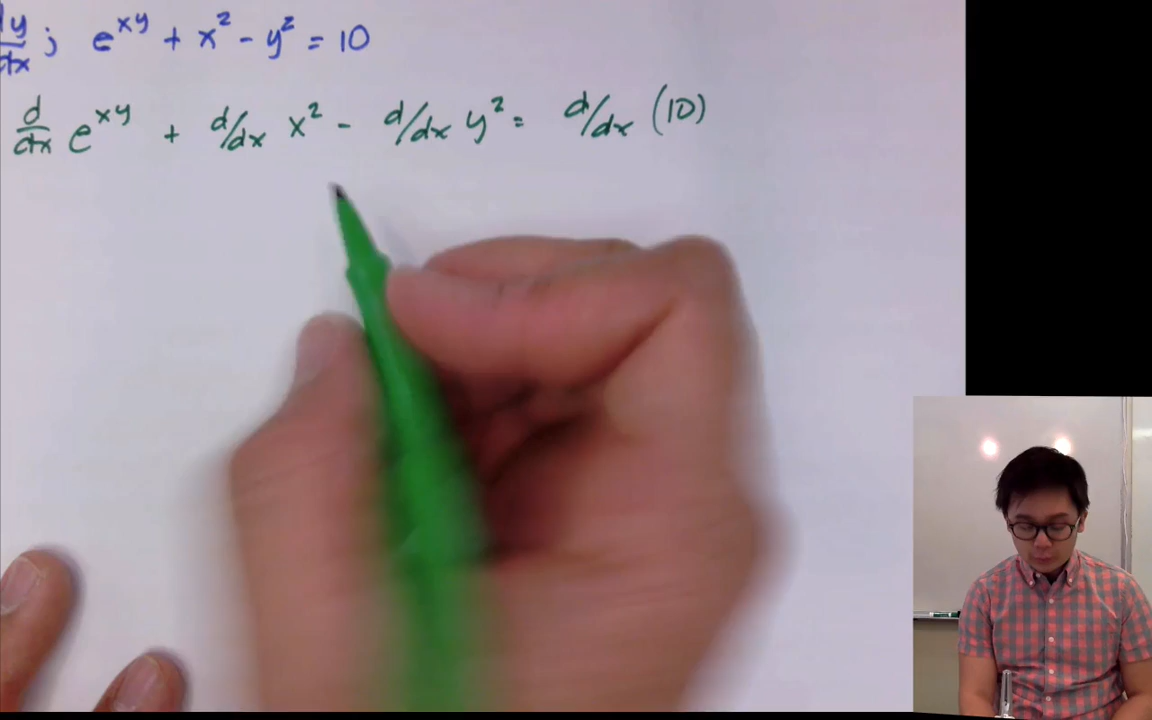 dy/dx ; e^xy + x² - y² = 10
d/dx e^xy + d/dx x² - d/dx y² = d/dx (10)